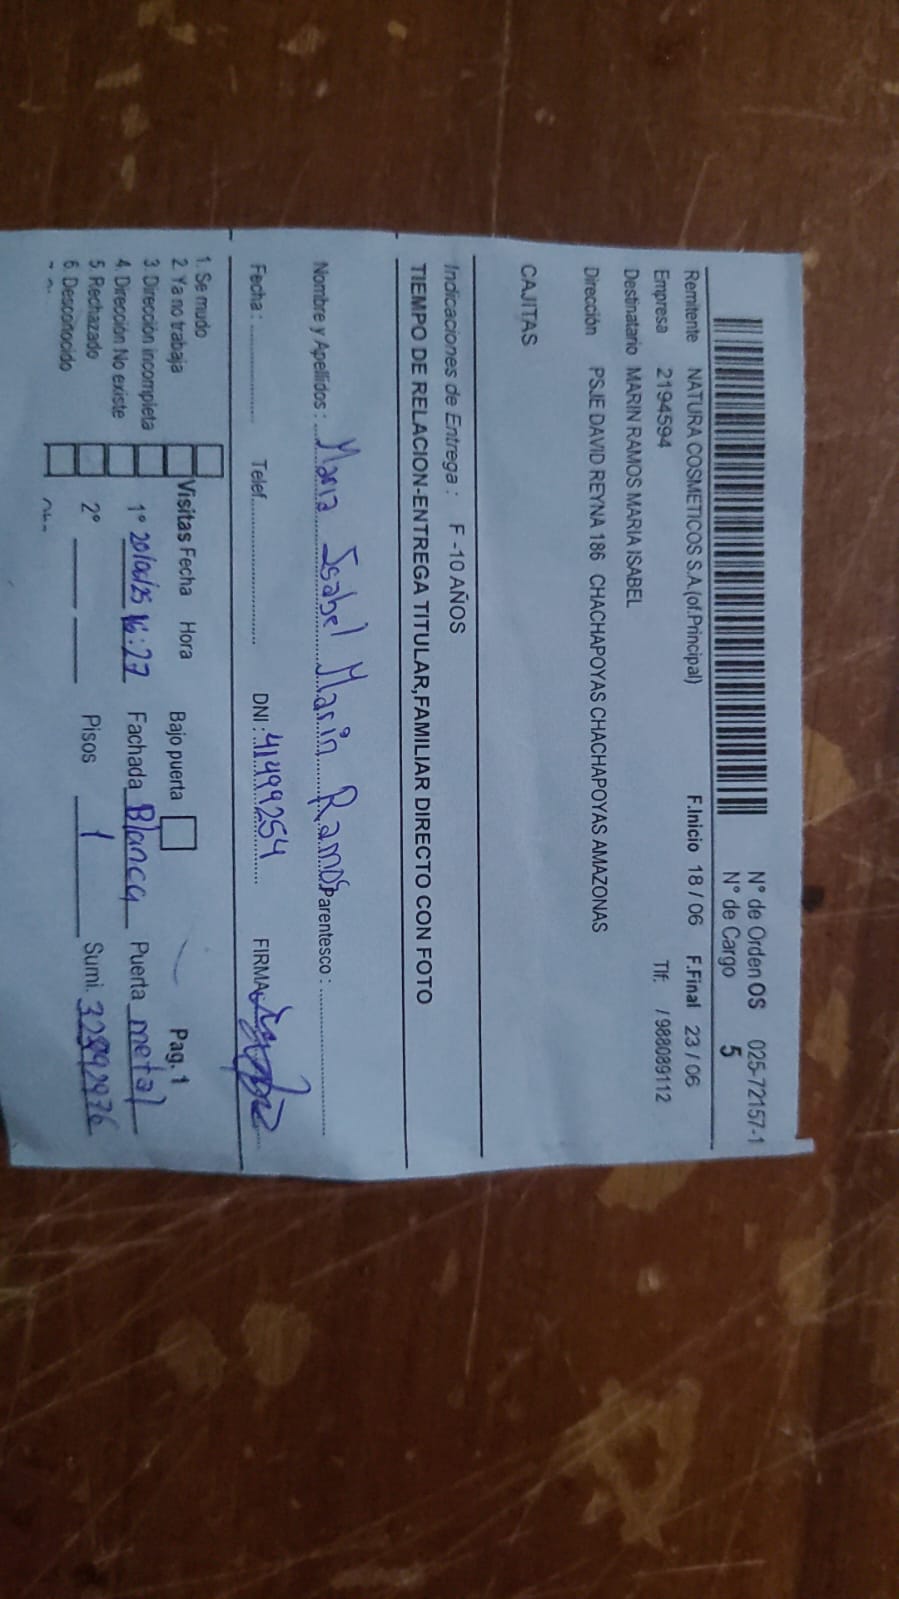 N° de Orden OS 025-72157-1
N° de Cargo 5
Remitente NATURA COSMETICOS S.A.(of.Principal) F.Inicio 18 / 06 F.Final 23 / 06
Empresa 2194594 Tlf. / 988089112
Destinatario MARIN RAMOS MARIA ISABEL
Dirección PSJE DAVID REYNA 186 CHACHAPOYAS CHACHAPOYAS AMAZONAS
CAJITAS
Indicaciones de Entrega : F -10 AÑOS
TIEMPO DE RELACION-ENTREGA TITULAR,FAMILIAR DIRECTO CON FOTO
Nombre y Apellidos : Maria Isabel Marin Ramos Parentesco :
Fecha : Telef. DNI : 41499254 FIRMA
1. Se mudo
2. Ya no trabaja Visitas Fecha Hora Bajo puerta Pag. 1
3. Dirección incompleta 1° 20/06/25 16:27 Fachada Blanca Puerta metal
4. Dirección No existe
5. Rechazado 2° Pisos 1 Sumi.
6. Desconocido